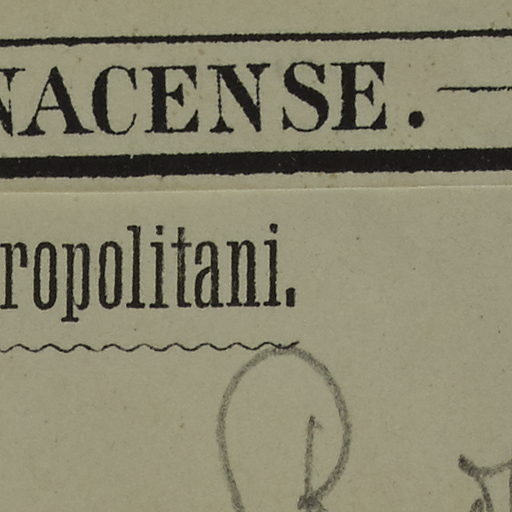 NACENSE. —
ropolitani.